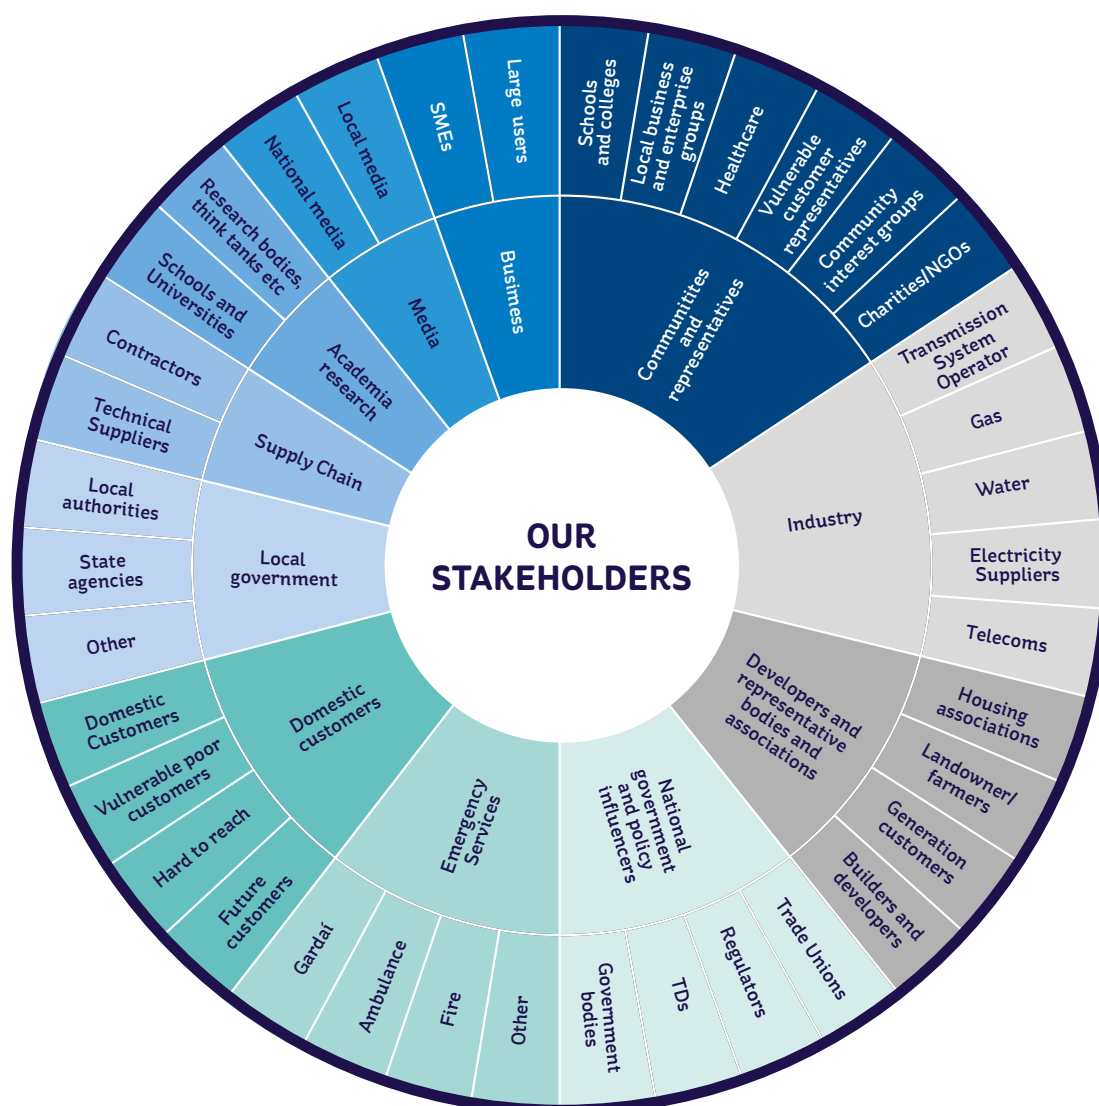 OUR
STAKEHOLDERS
Communitites
and
representatives
Schools
and colleges
Local business
and enterprise
groups
Healthcare
Vulnerable
customer
representatives
Community
interest groups
Charities/NGOs
Industry
Transmission
System
Operator
Gas
Water
Electricity
Suppliers
Telecoms
Developers and
representative
bodies and
associations
Housing
associations
Landowner/
farmers
Generation
customers
Builders and
developers
National
government
and policy
influencers
Trade Unions
Regulators
TDs
Government
bodies
Emergency
Services
Other
Fire
Ambulance
Gardaí
Domestic
customers
Future
customers
Hard to reach
Vulnerable poor
customers
Domestic
Customers
Local
government
Other
State
agencies
Local
authorities
Supply Chain
Technical
Suppliers
Contractors
Academia
research
Schools and
Universities
Research bodies,
think tanks etc
Media
National media
Local media
Busimess
SMEs
Large users